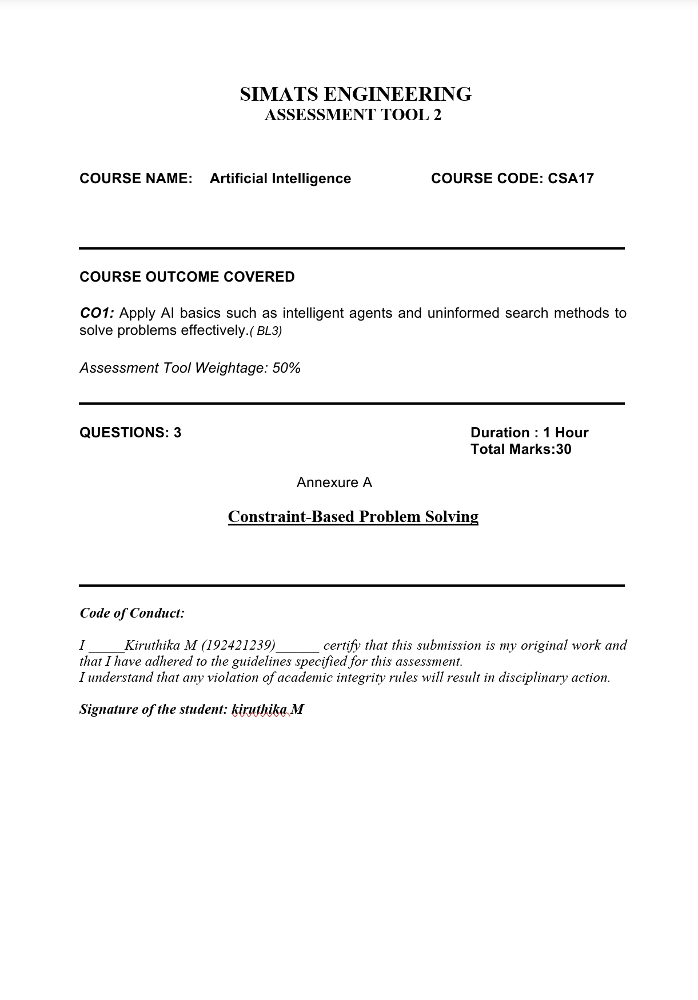 SIMATS ENGINEERING
ASSESSMENT TOOL 2
COURSE NAME: Artificial Intelligence COURSE CODE: CSA17
COURSE OUTCOME COVERED
CO1: Apply AI basics such as intelligent agents and uninformed search methods to
solve problems effectively.( BL3)
Assessment Tool Weightage: 50%
QUESTIONS: 3 Duration : 1 Hour
Total Marks:30
Annexure A
Constraint-Based Problem Solving
Code of Conduct:
I _____Kiruthika M (192421239)______ certify that this submission is my original work and
that I have adhered to the guidelines specified for this assessment.
I understand that any violation of academic integrity rules will result in disciplinary action.
Signature of the student: kiruthika M